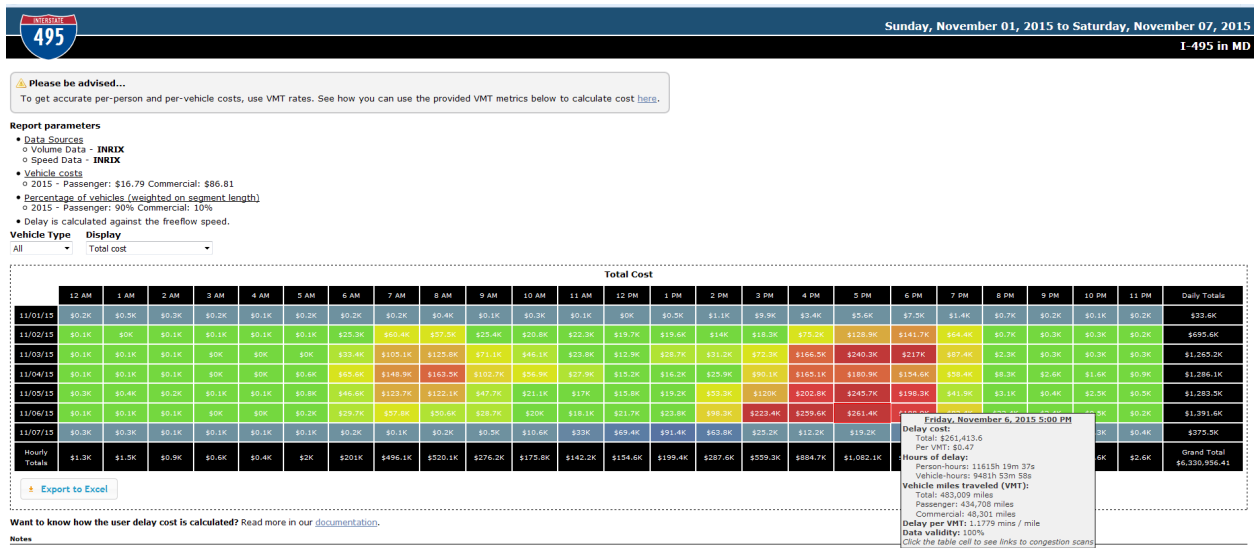 INTERSTATE
495
Sunday, November 01, 2015 to Saturday, November 07, 2015
I-495 in MD
Please be advised...
To get accurate per-person and per-vehicle costs, use VMT rates. See how you can use the provided VMT metrics below to calculate cost here.
Report parameters
• Data Sources
o Volume Data - INRIX
o Speed Data - INRIX
• Vehicle costs
o 2015 - Passenger: $16.79 Commercial: $86.81
• Percentage of vehicles (weighted on segment length)
o 2015 - Passenger: 90% Commercial: 10%
• Delay is calculated against the freeflow speed.
Vehicle Type Display
All Total cost
Total Cost
12 AM 1 AM 2 AM 3 AM 4 AM 5 AM 6 AM 7 AM 8 AM 9 AM 10 AM 11 AM 12 PM 1 PM 2 PM 3 PM 4 PM 5 PM 6 PM 7 PM 8 PM 9 PM 10 PM 11 PM Daily Totals
11/01/15 $0.2K $0.5K $0.3K $0.2K $0.1K $0.1K $0.2K $0.2K $0.4K $0.1K $0.3K $0.1K $0K $0.5K $1.1K $9.9K $3.4K $5.6K $7.5K $1.4K $0.7K $0.2K $0.1K $0.2K $33.6K
11/02/15 $0.1K $0K $0.1K $0.1K $0.1K $0.1K $25.3K $60.4K $57.5K $25.4K $20.8K $22.3K $19.7K $19.6K $14K $18.3K $75.2K $128.9K $141.7K $64.4K $0.7K $0.3K $0.3K $0.2K $695.6K
11/03/15 $0.1K $0.1K $0.1K $0K $0K $0K $33.4K $105.1K $125.8K $71.1K $46.1K $23.8K $12.9K $28.7K $31.2K $72.3K $166.5K $240.3K $217K $87.4K $2.3K $0.3K $0.3K $0.3K $1,265.2K
11/04/15 $0.1K $0.1K $0.1K $0.1K $0K $0K $65.6K $148.9K $163.5K $102.7K $56.9K $27.9K $15.2K $16.2K $25.9K $90.1K $165.1K $180.9K $154.6K $58.4K $8.3K $2.6K $1.6K $0.9K $1,286.1K
11/05/15 $0.3K $0.4K $0.2K $0.1K $0.1K $0.8K $46.6K $123.7K $122.1K $47.7K $21.1K $17K $15.8K $19.2K $53.3K $120K $202.8K $245.7K $198.3K $41.9K $3.1K $0.4K $2.5K $0.5K $1,283.5K
11/06/15 $0.1K $0.1K $0.1K $0K $0K $0.2K $29.7K $57.8K $50.6K $28.7K $20K $18.1K $21.7K $23.8K $98.3K $223.4K $259.6K $261.4K $0.2K $1,391.6K
11/07/15 $0.3K $0.3K $0.1K $0.1K $0.1K $0.1K $0.2K $0.1K $0.2K $0.5K $10.6K $33K $69.4K $91.4K $63.8K $25.2K $12.2K $19.2K $0.4K $375.5K
Hourly Totals $1.3K $1.5K $0.9K $0.6K $0.4K $2K $201K $496.1K $520.1K $276.2K $175.8K $142.2K $154.6K $199.4K $287.6K $559.3K $884.7K $1,082.1K $2.6K Grand Total $6,330,956.41
Friday, November 6, 2015 5:00 PM
Delay cost:
Total: $261,413.6
Per VMT: $0.47
Hours of delay:
Person-hours: 11615h 19m 37s
Vehicle-hours: 9481h 53m 58s
Vehicle miles traveled (VMT):
Total: 483,009 miles
Passenger: 434,708 miles
Commercial: 48,301 miles
Delay per VMT: 1.1779 mins / mile
Data validity: 100%
Click the table cell to see links to congestion scans
Export to Excel
Want to know how the user delay cost is calculated? Read more in our documentation.
Notes